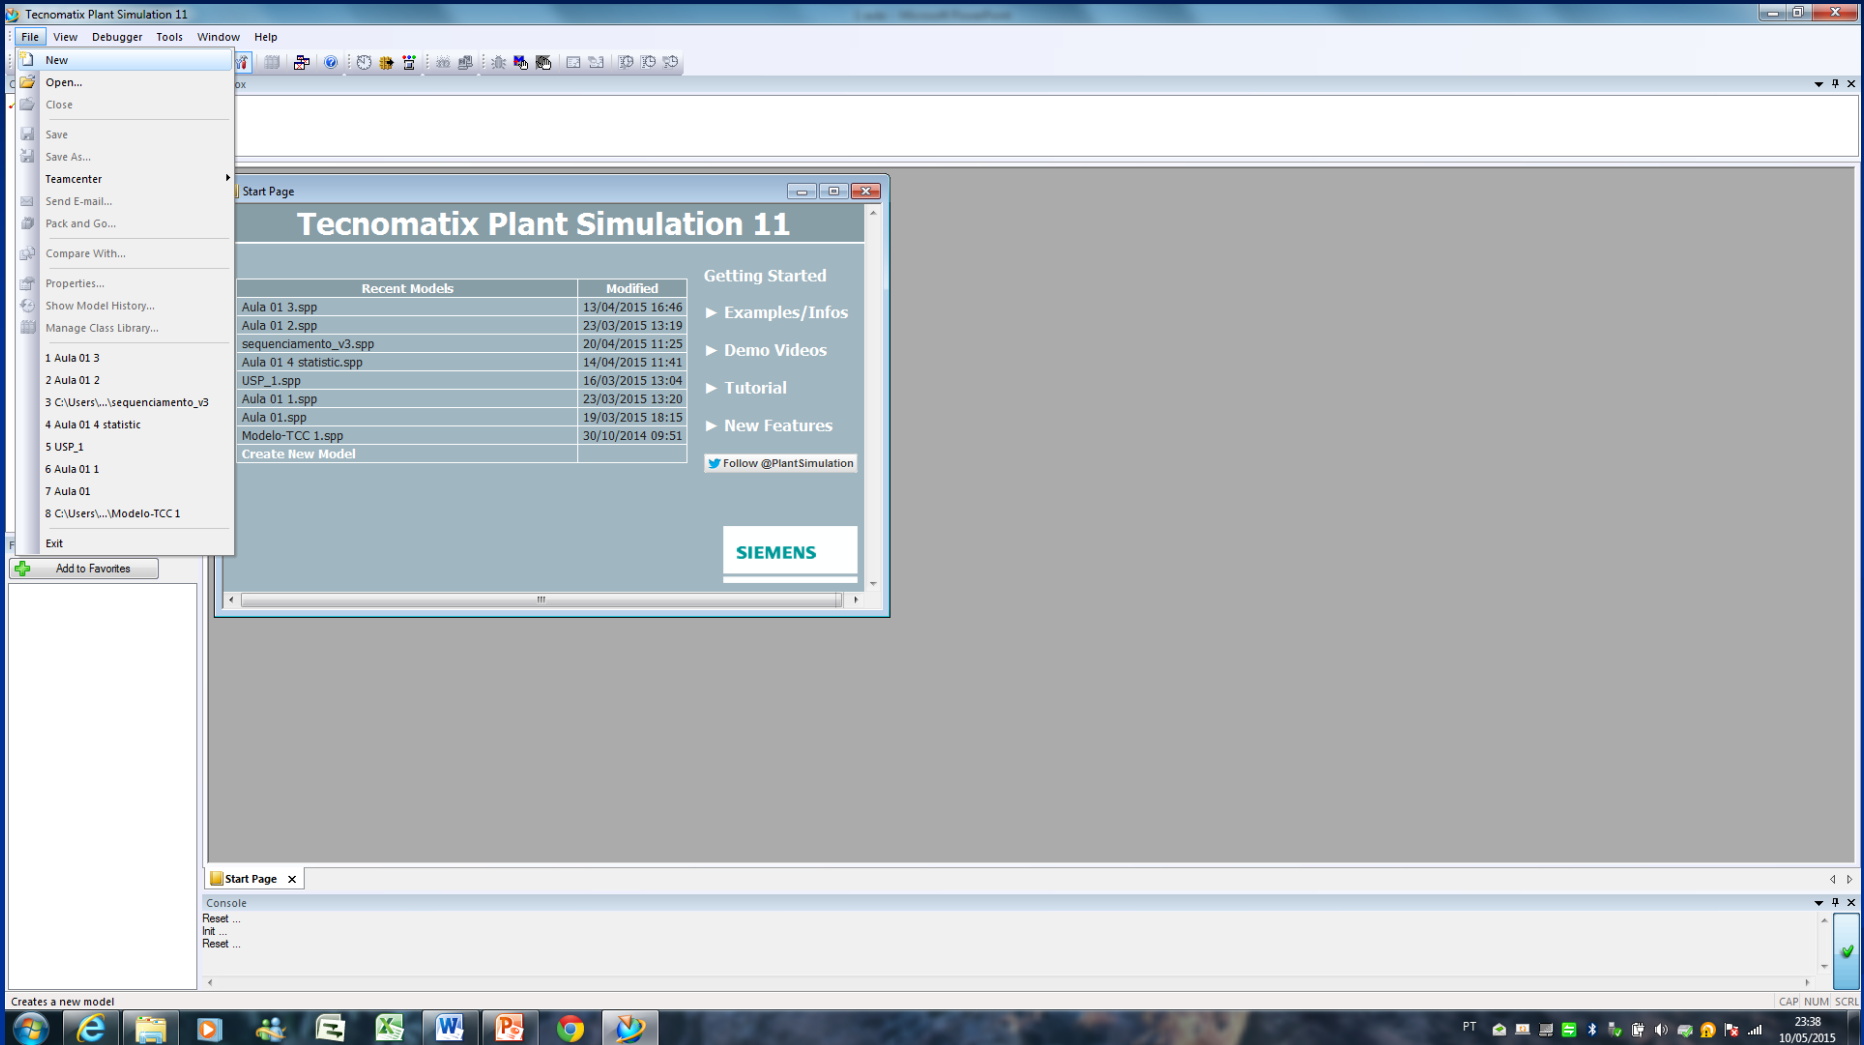 Tecnomatix Plant Simulation 11
File View Debugger Tools Window Help
New
Open...
Close
Save
Save As...
Teamcenter
Send E-mail...
Pack and Go...
Compare With...
Properties...
Show Model History...
Manage Class Library...
1 Aula 01 3
2 Aula 01 2
3 C:\Users\...\sequenciamento_v3
4 Aula 01 4 statistic
5 USP_1
6 Aula 01 1
7 Aula 01
8 C:\Users\...\Modelo-TCC 1
Exit
Add to Favorites
Start Page
Tecnomatix Plant Simulation 11
Recent Models Modified
Aula 01 3.spp 13/04/2015 16:46
Aula 01 2.spp 23/03/2015 13:19
sequenciamento_v3.spp 20/04/2015 11:25
Aula 01 4 statistic.spp 14/04/2015 11:41
USP_1.spp 16/03/2015 13:04
Aula 01 1.spp 23/03/2015 13:20
Aula 01.spp 19/03/2015 18:15
Modelo-TCC 1.spp 30/10/2014 09:51
Create New Model
Getting Started
Examples/Infos
Demo Videos
Tutorial
New Features
Follow @PlantSimulation
SIEMENS
Start Page
Console
Reset ...
Init ...
Reset ...
Creates a new model
CAP NUM SCRL
PT
23:38
10/05/2015